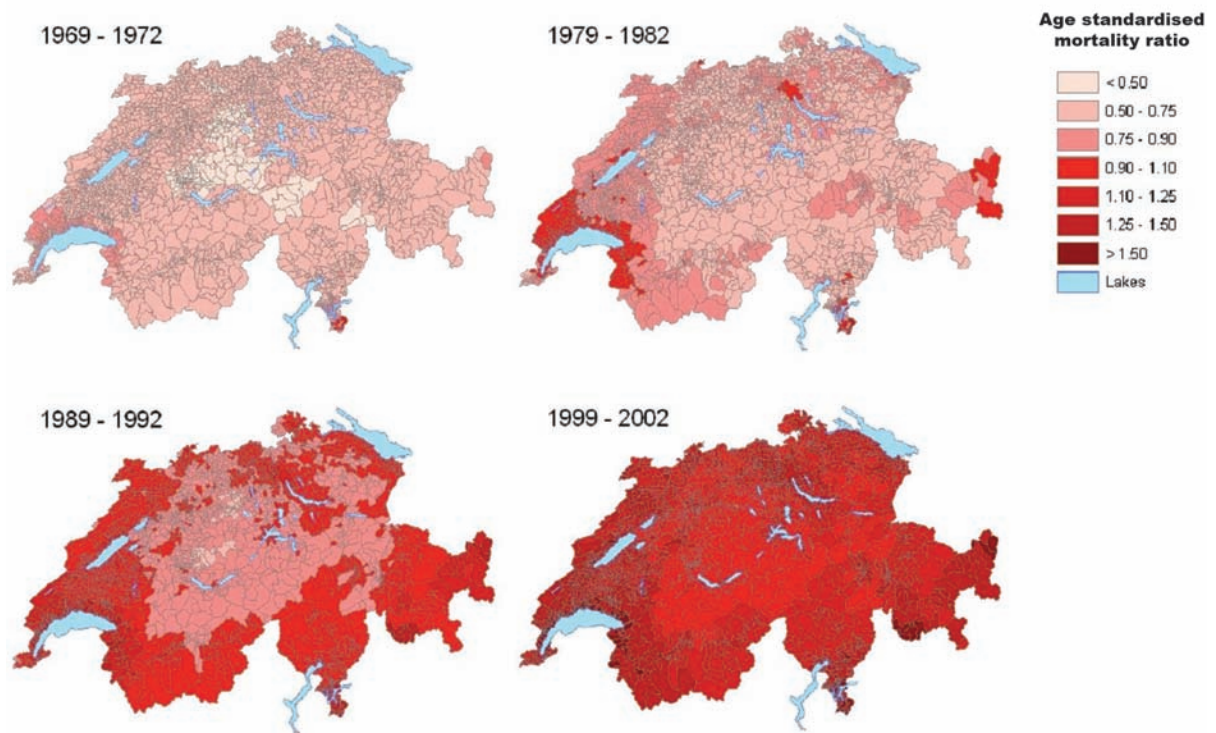 1969 - 1972
1979 - 1982
Age standardised
mortality ratio
< 0.50
0.50 - 0.75
0.75 - 0.90
0.90 - 1.10
1.10 - 1.25
1.25 - 1.50
> 1.50
Lakes
1989 - 1992
1999 - 2002